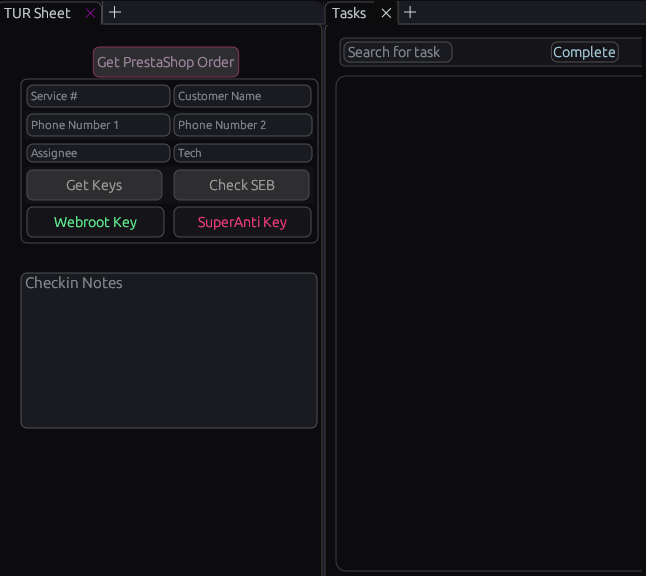 TUR Sheet
Get PrestaShop Order
Service # Customer Name
Phone Number 1 Phone Number 2
Assignee Tech
Get Keys Check SEB
Webroot Key SuperAnti Key
Checkin Notes
Tasks
Search for task Complete